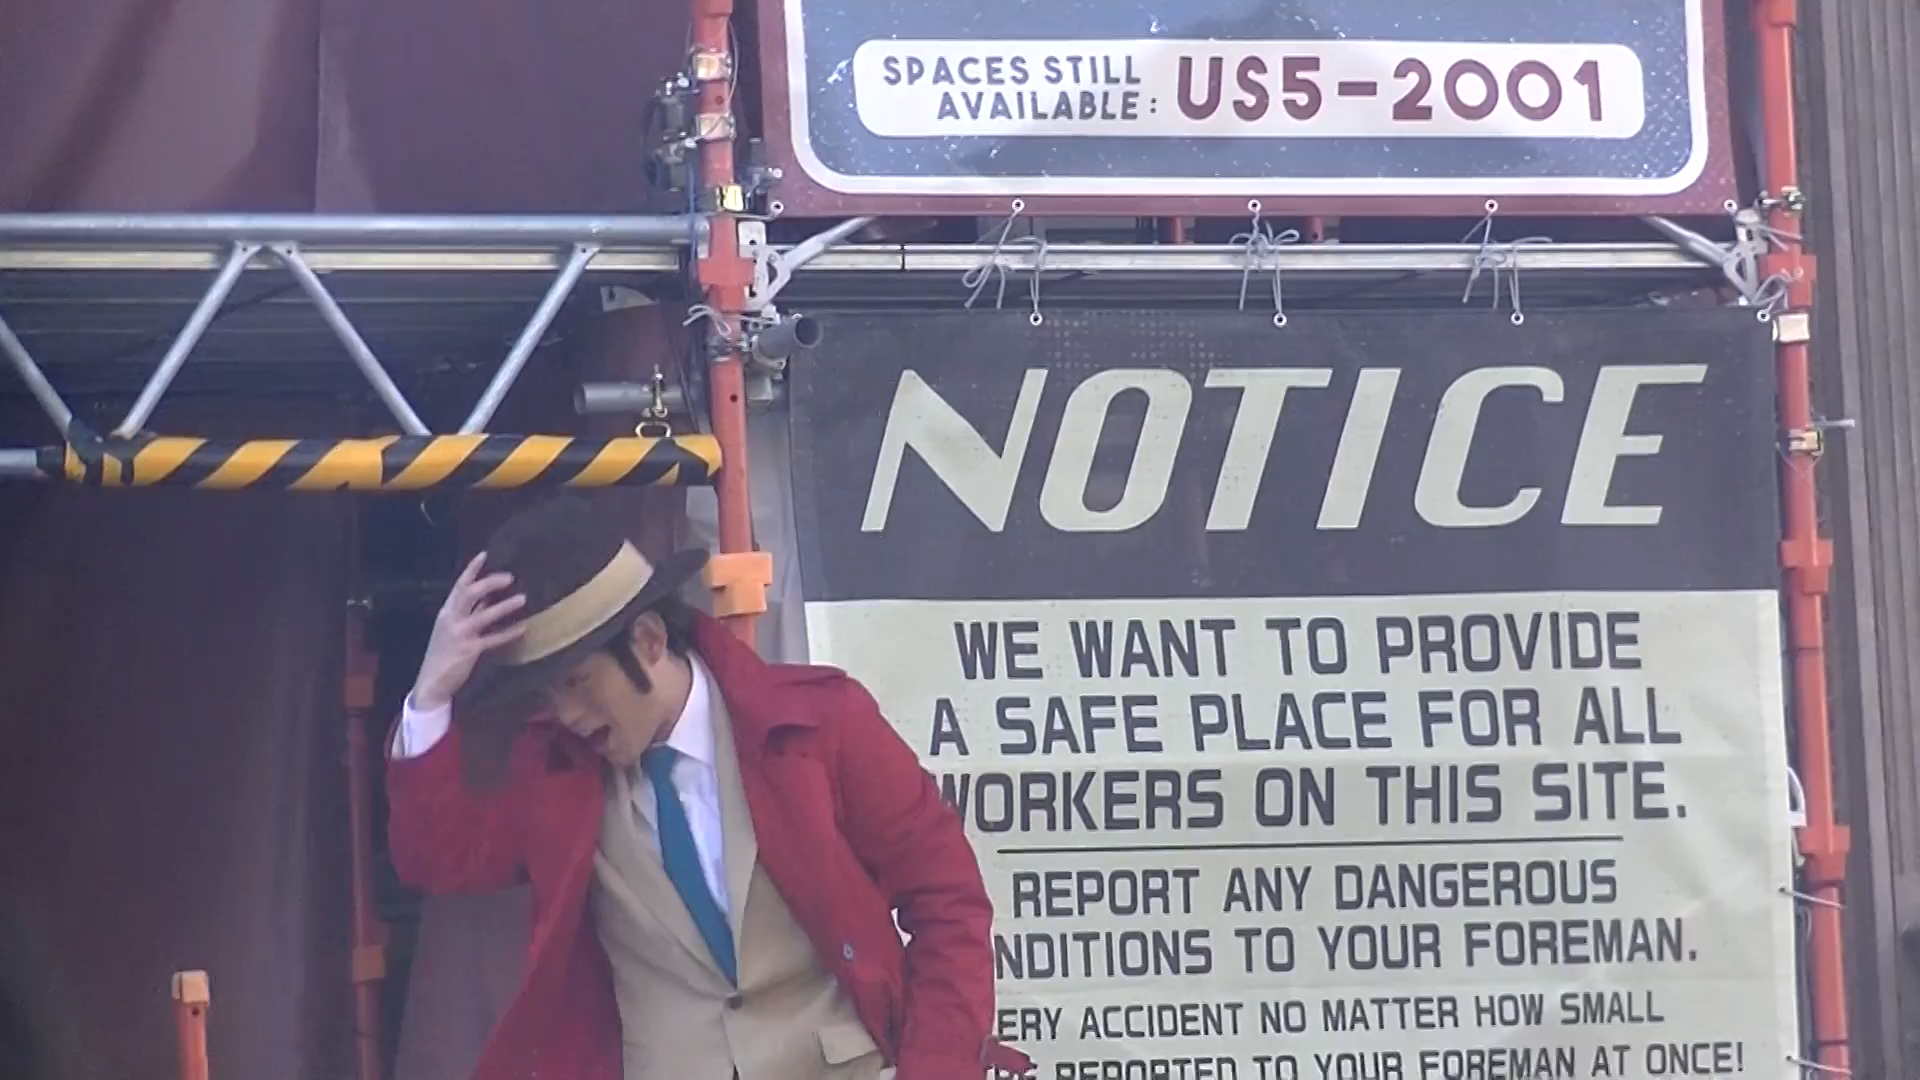 SPACES STILL
AVAILABLE: US5-2001
NOTICE
WE WANT TO PROVIDE
A SAFE PLACE FOR ALL
WORKERS ON THIS SITE.
REPORT ANY DANGEROUS
NDITIONS TO YOUR FOREMAN.
ERY ACCIDENT NO MATTER HOW SMALL
REPORTED TO YOUR FOREMAN AT ONCE!